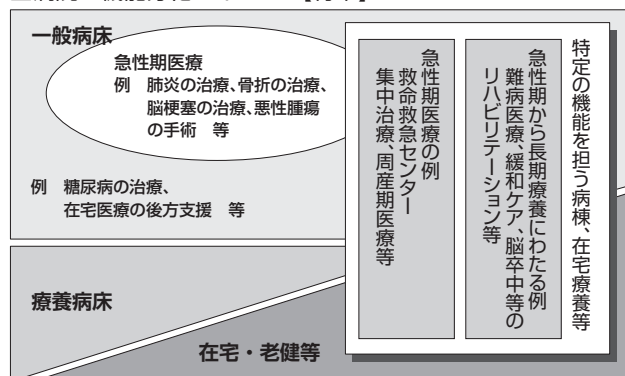 一般病床
急性期医療
例　肺炎の治療、骨折の治療、
脳梗塞の治療、悪性腫瘍
の手術　等
例　糖尿病の治療、
在宅医療の後方支援　等
療養病床
在宅・老健等
特定の機能を担う病棟、在宅療養等
急性期から長期療養にわたる例
難病医療、緩和ケア、脳卒中等の
リハビリテーション等
急性期医療の例
救命救急センター
集中治療、周産期医療等